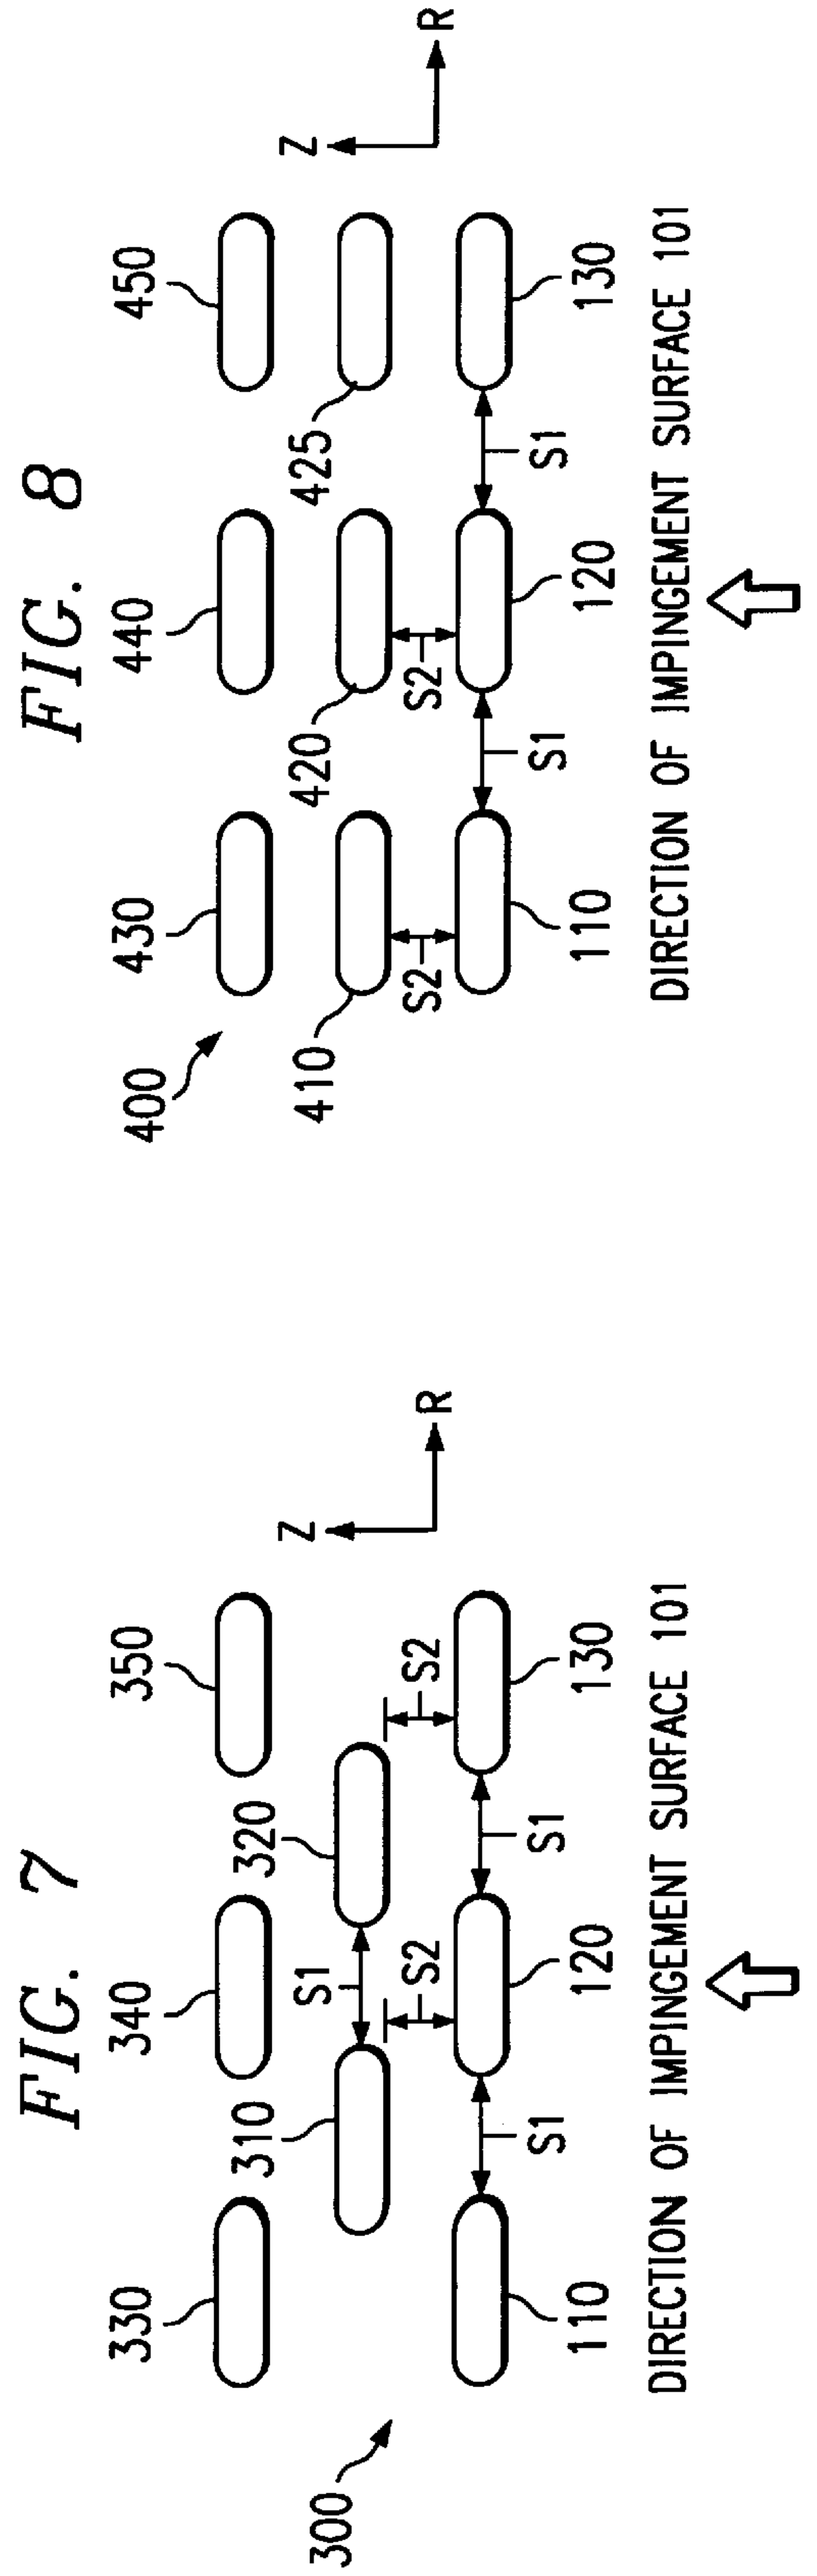 FIG. 7
300
330
340
350
310
320
S1
S2
S2
Z
R
S1
S1
110
120
130
DIRECTION OF IMPINGEMENT SURFACE 101
FIG. 8
400
430
440
450
410
420
425
S2
S2
Z
R
S1
S1
110
120
130
DIRECTION OF IMPINGEMENT SURFACE 101